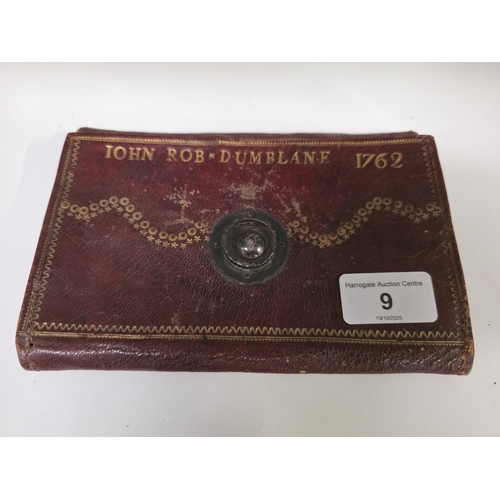 IOHN ROB · DUMBLANE 1762
Harrogate Auction Centre
9
19/10/2025